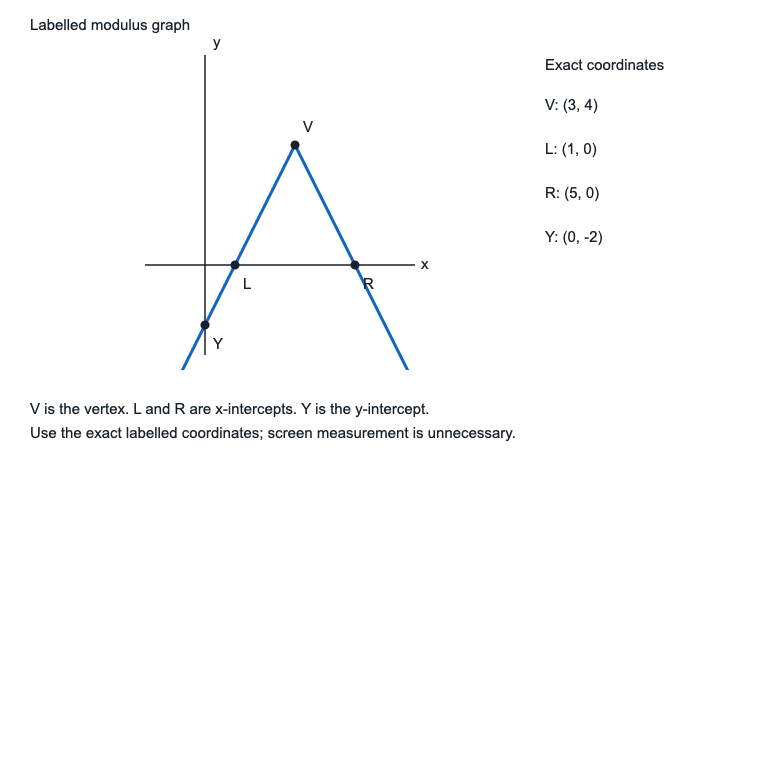 Labelled modulus graph
y
Exact coordinates
V: (3, 4)
V
L: (1, 0)
R: (5, 0)
Y: (0, -2)
x
L
R
Y
V is the vertex. L and R are x-intercepts. Y is the y-intercept.
Use the exact labelled coordinates; screen measurement is unnecessary.